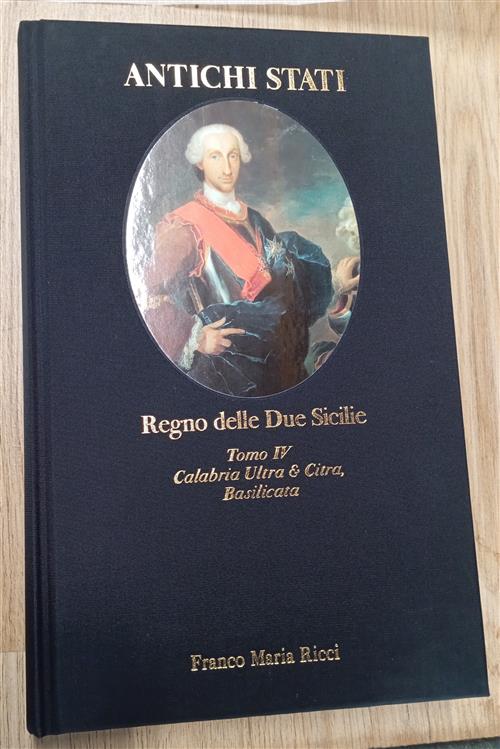 ANTICHI STATI
Regno delle Due Sicilie
Tomo IV
Calabria Ultra & Citra,
Basilicata
Franco Maria Ricci